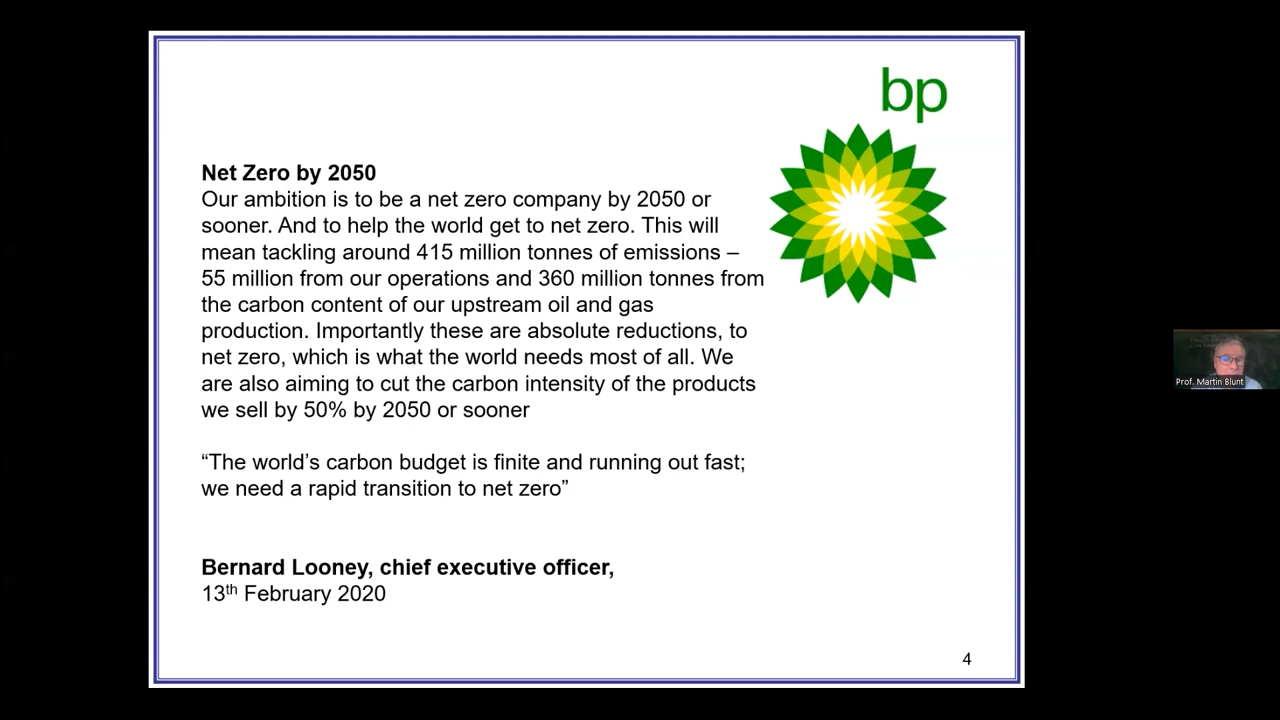 bp
Net Zero by 2050
Our ambition is to be a net zero company by 2050 or
sooner. And to help the world get to net zero. This will
mean tackling around 415 million tonnes of emissions –
55 million from our operations and 360 million tonnes from
the carbon content of our upstream oil and gas
production. Importantly these are absolute reductions, to
net zero, which is what the world needs most of all. We
are also aiming to cut the carbon intensity of the products
we sell by 50% by 2050 or sooner
“The world’s carbon budget is finite and running out fast;
we need a rapid transition to net zero”
Bernard Looney, chief executive officer,
13th February 2020
4
Prof. Martin Blunt